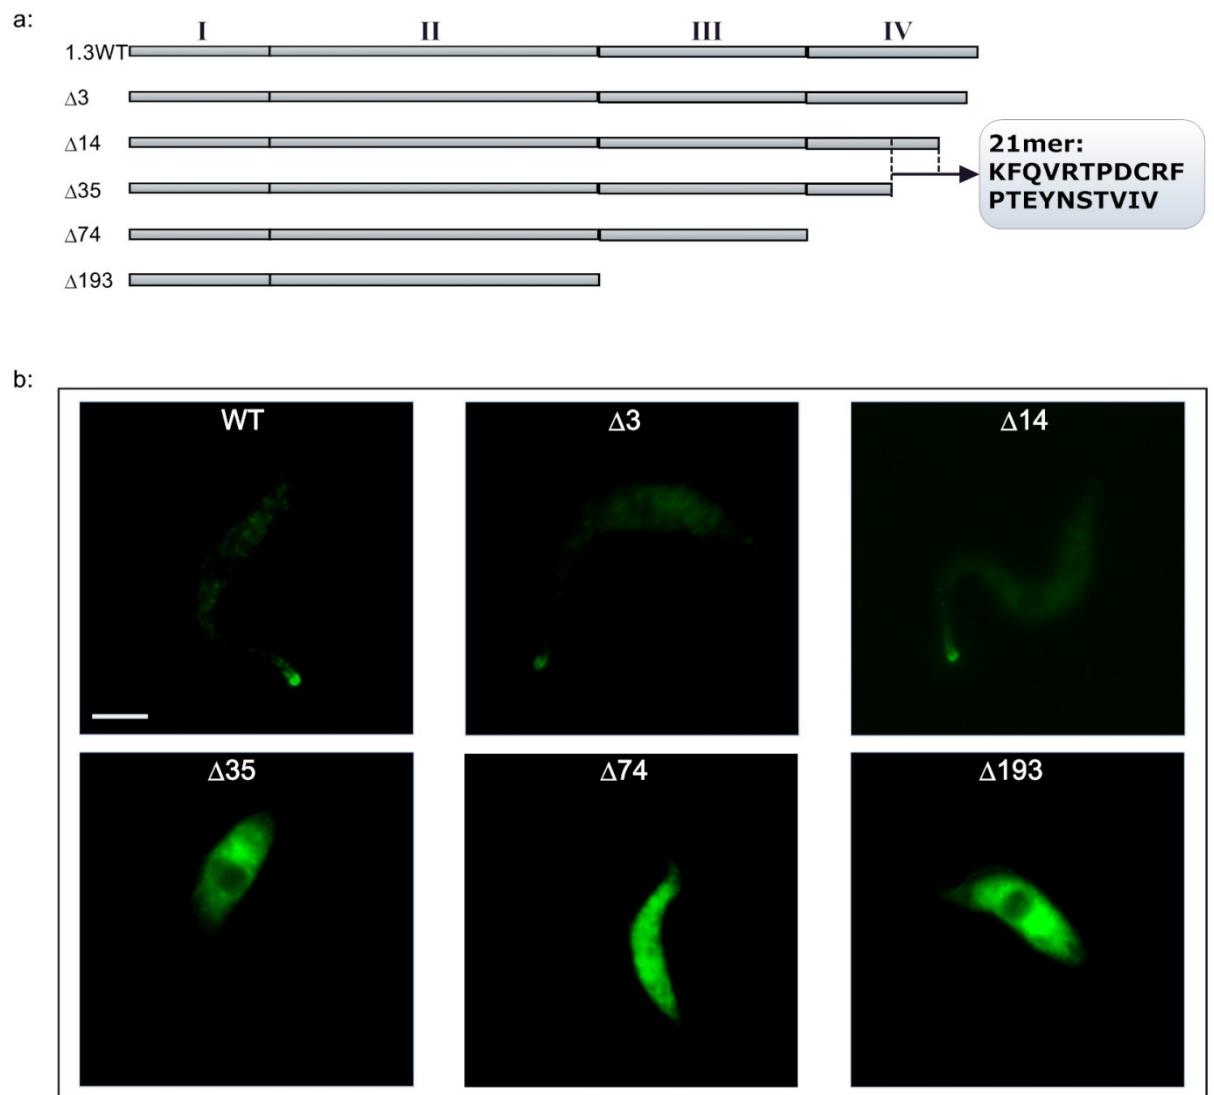 a:
I II III IV
1.3WT
Δ3
Δ14
21mer:
KFQVRTPDCRF
PTEYNSTVIV
Δ35
Δ74
Δ193
b:
WT Δ3 Δ14
Δ35 Δ74 Δ193